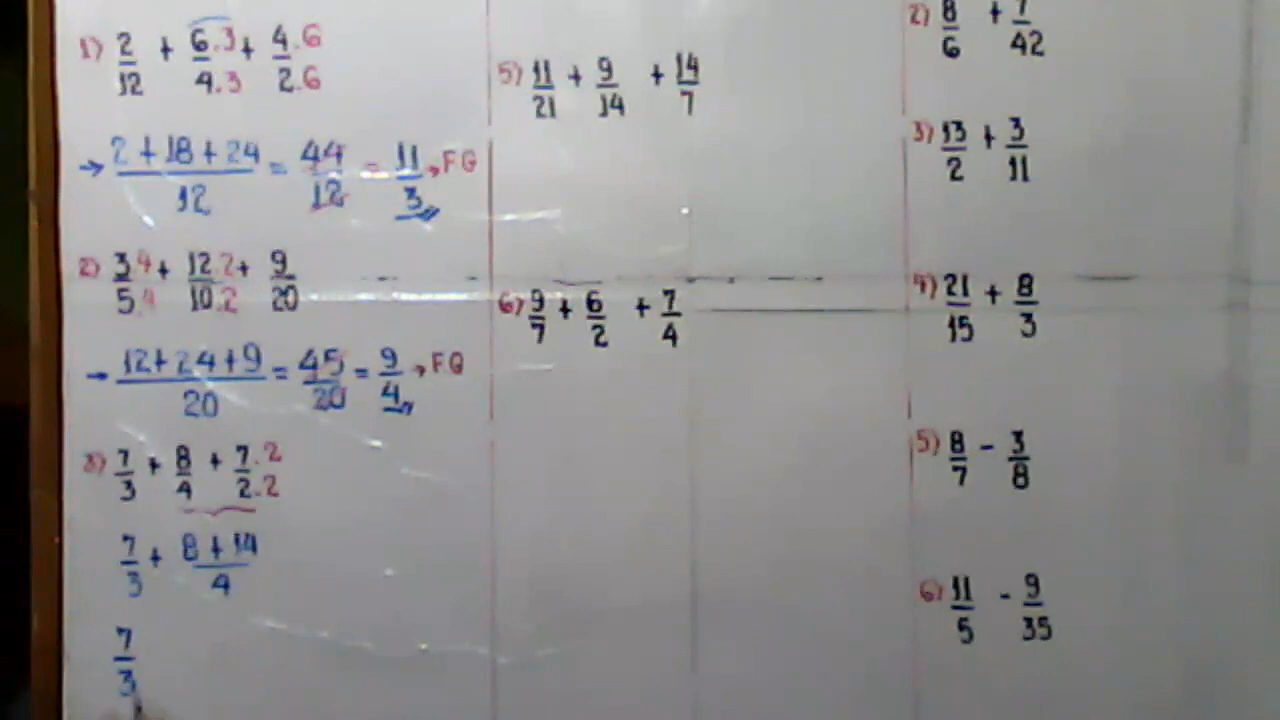 1) 2/12 + 6.3/4.3 + 4.6/2.6
→ (2+18+24)/12 = 44/12 = 11/3 → FG
2) 3.4/5.4 + 12.2/10.2 + 9/20
→ (12+24+9)/20 = 45/20 = 9/4 → FG
3) 7/3 + 8/4 + 7.2/2.2
7/3 + (8+14)/4
7/3
5) 11/21 + 9/14 + 14/7
6) 9/7 + 6/2 + 7/4
2) 8/6 + 7/42
3) 13/2 + 3/11
4) 21/15 + 8/3
5) 8/7 - 3/8
6) 11/5 - 9/35